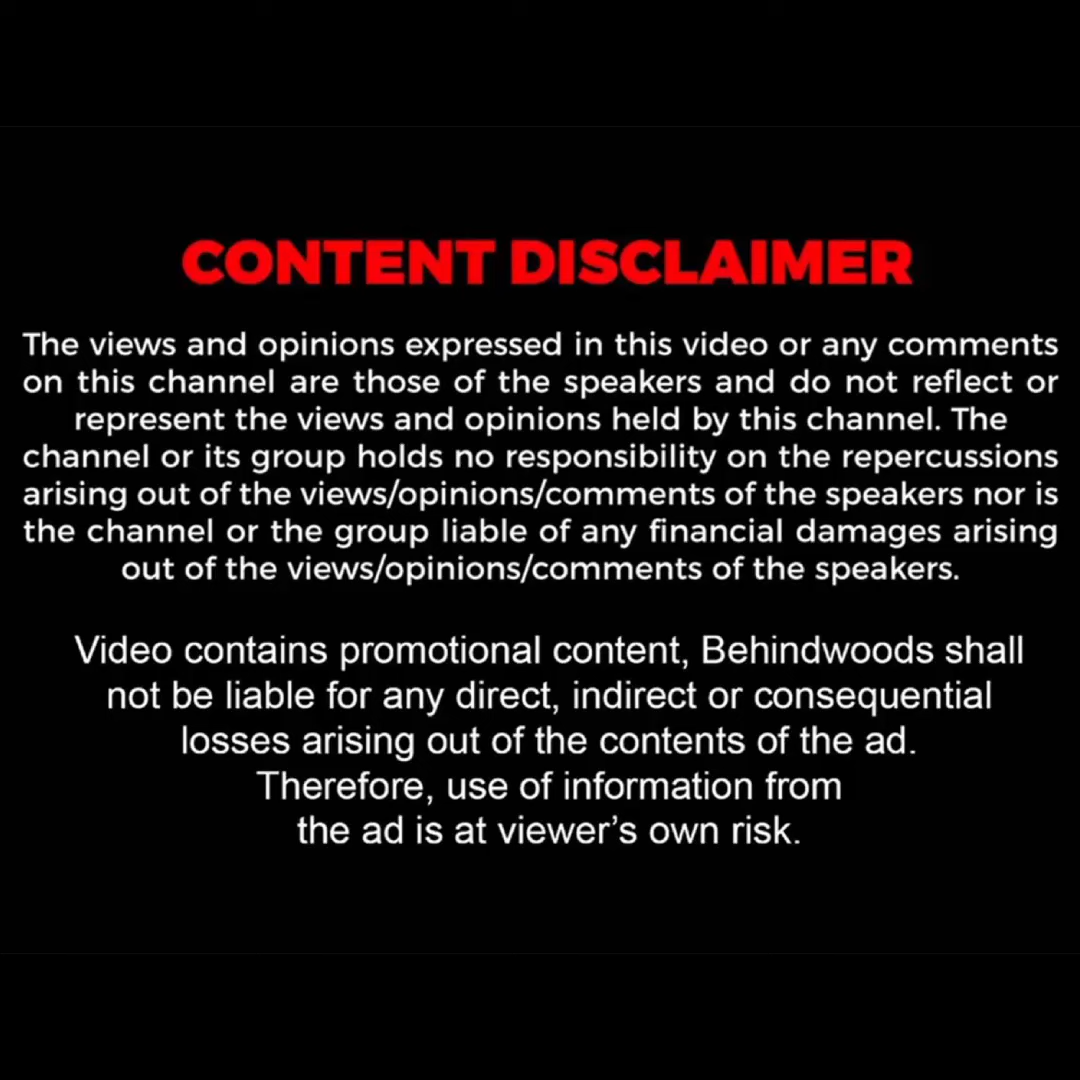 CONTENT DISCLAIMER
The views and opinions expressed in this video or any comments
on this channel are those of the speakers and do not reflect or
represent the views and opinions held by this channel. The
channel or its group holds no responsibility on the repercussions
arising out of the views/opinions/comments of the speakers nor is
the channel or the group liable of any financial damages arising
out of the views/opinions/comments of the speakers.
Video contains promotional content, Behindwoods shall
not be liable for any direct, indirect or consequential
losses arising out of the contents of the ad.
Therefore, use of information from
the ad is at viewer’s own risk.